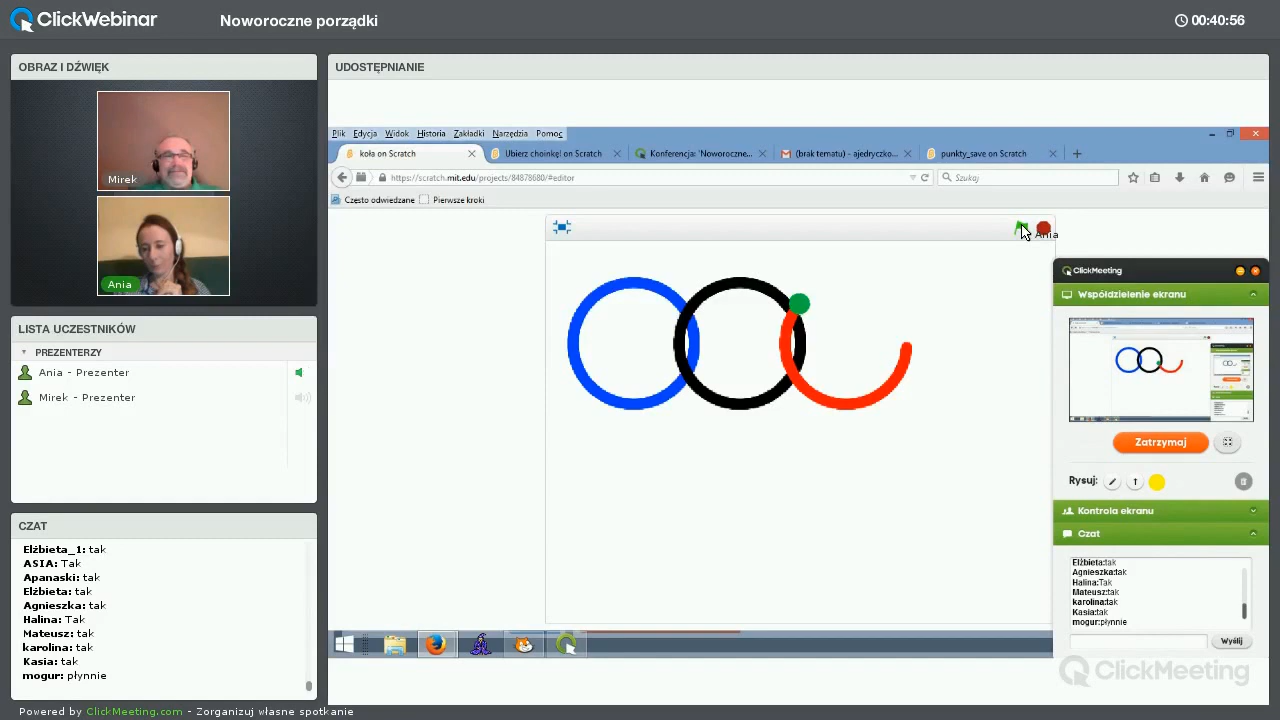 ClickWebinar
Noworoczne porządki
00:40:56
OBRAZ I DŹWIĘK
Mirek
Ania
LISTA UCZESTNIKÓW
PREZENTERZY
Ania - Prezenter
Mirek - Prezenter
CZAT
Elżbieta_1: tak
ASIA: Tak
Apanaski: tak
Elżbieta: tak
Agnieszka: tak
Halina: Tak
Mateusz: tak
karolina: tak
Kasia: tak
mogur: płynnie
UDOSTĘPNIANIE
Plik Edycja Widok Historia Zakładki Narzędzia Pomoc
koła on Scratch
Ubierz choinkę! on Scratch
Konferencja: 'Noworoczne...
(brak tematu) - ajedryczko...
punkty_save on Scratch
https://scratch.mit.edu/projects/84878680/#editor
Szukaj
Często odwiedzane
Pierwsze kroki
Ania
ClickMeeting
Współdzielenie ekranu
Zatrzymaj
Rysuj:
Kontrola ekranu
Czat
Elżbieta:tak
Agnieszka:tak
Halina:Tak
Mateusz:tak
karolina:tak
Kasia:tak
mogur:płynnie
Wyślij
ClickMeeting
Powered by ClickMeeting.com - Zorganizuj własne spotkanie